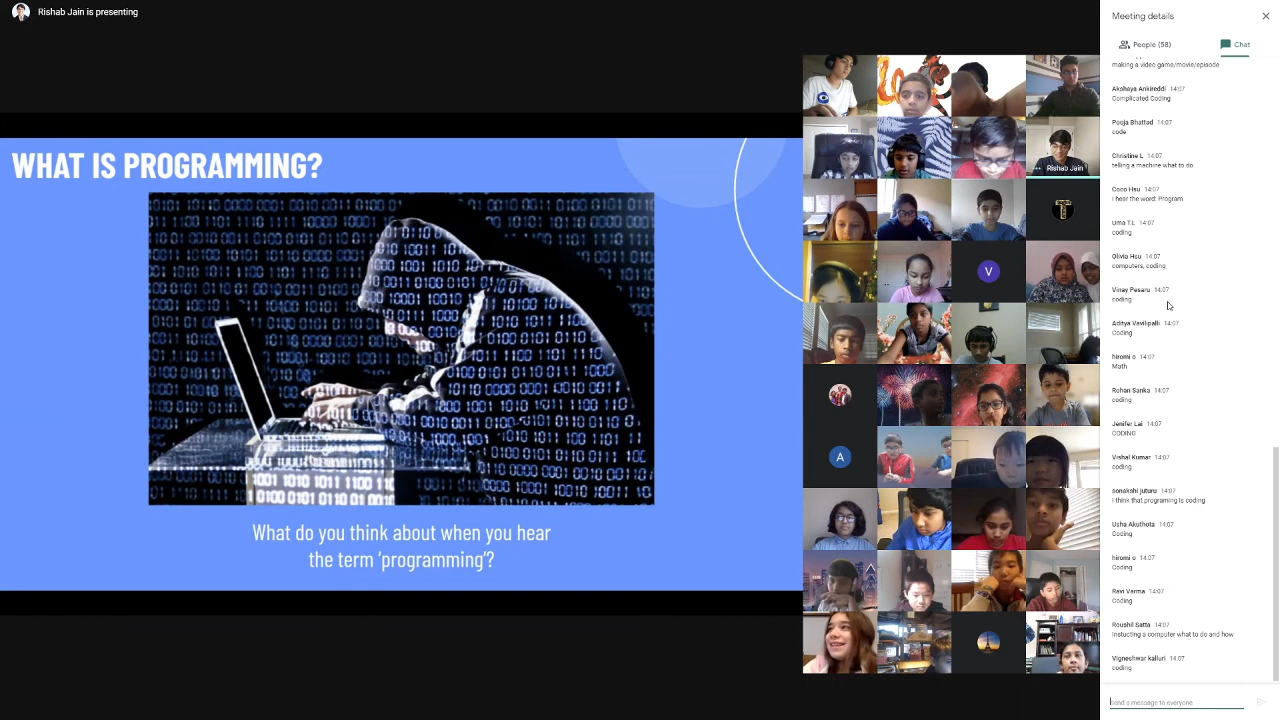 Rishab Jain is presenting
WHAT IS PROGRAMMING?
What do you think about when you hear
the term 'programming'?
Rishab Jain
V
A
Meeting details
People (58)
Chat
making a video game/movie/episode
Akshaya Ankireddi 14:07
Complicated Coding
Pooja Bhattad 14:07
code
Christine L 14:07
telling a machine what to do
Coco Hsu 14:07
I hear the word: Program
Uma T.L 14:07
coding
Olivia Hsu 14:07
computers, coding
Vinay Pesaru 14:07
coding
Aditya Vavilipalli 14:07
Coding
hiromi o 14:07
Math
Rohan Sanka 14:07
coding
Jenifer Lai 14:07
CODING
Vishal Kumar 14:07
coding
sonakshi juturu 14:07
I think that programing is coding
Usha Akuthota 14:07
Coding
hiromi o 14:07
Coding
Ravi Varma 14:07
Coding
Roushil Satta 14:07
Instucting a computer what to do and how
Vigneshwar kalluri 14:07
coding
Send a message to everyone